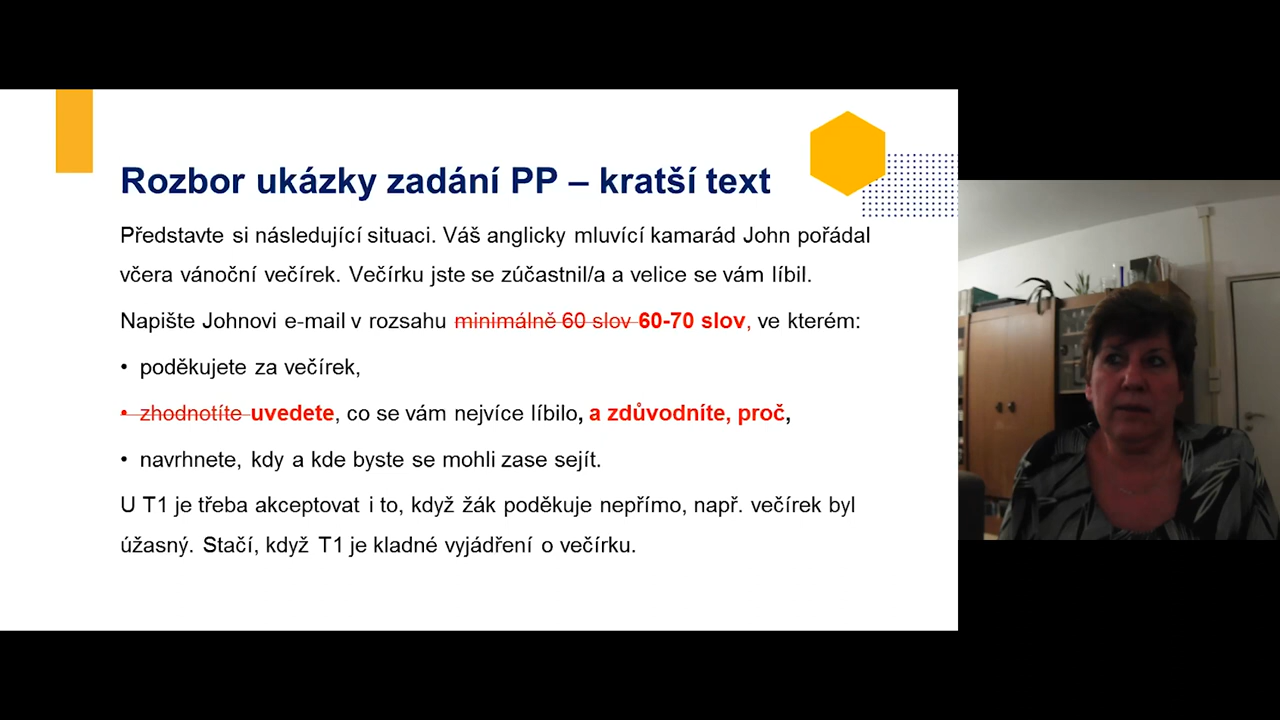 Rozbor ukázky zadání PP – kratší text
Představte si následující situaci. Váš anglicky mluvící kamarád John pořádal
včera vánoční večírek. Večírku jste se zúčastnil/a a velice se vám líbil.
Napište Johnovi e-mail v rozsahu minimálně 60 slov 60-70 slov, ve kterém:
• poděkujete za večírek,
• zhodnotíte uvedete, co se vám nejvíce líbilo, a zdůvodníte, proč,
• navrhnete, kdy a kde byste se mohli zase sejít.
U T1 je třeba akceptovat i to, když žák poděkuje nepřímo, např. večírek byl
úžasný. Stačí, když T1 je kladné vyjádření o večírku.